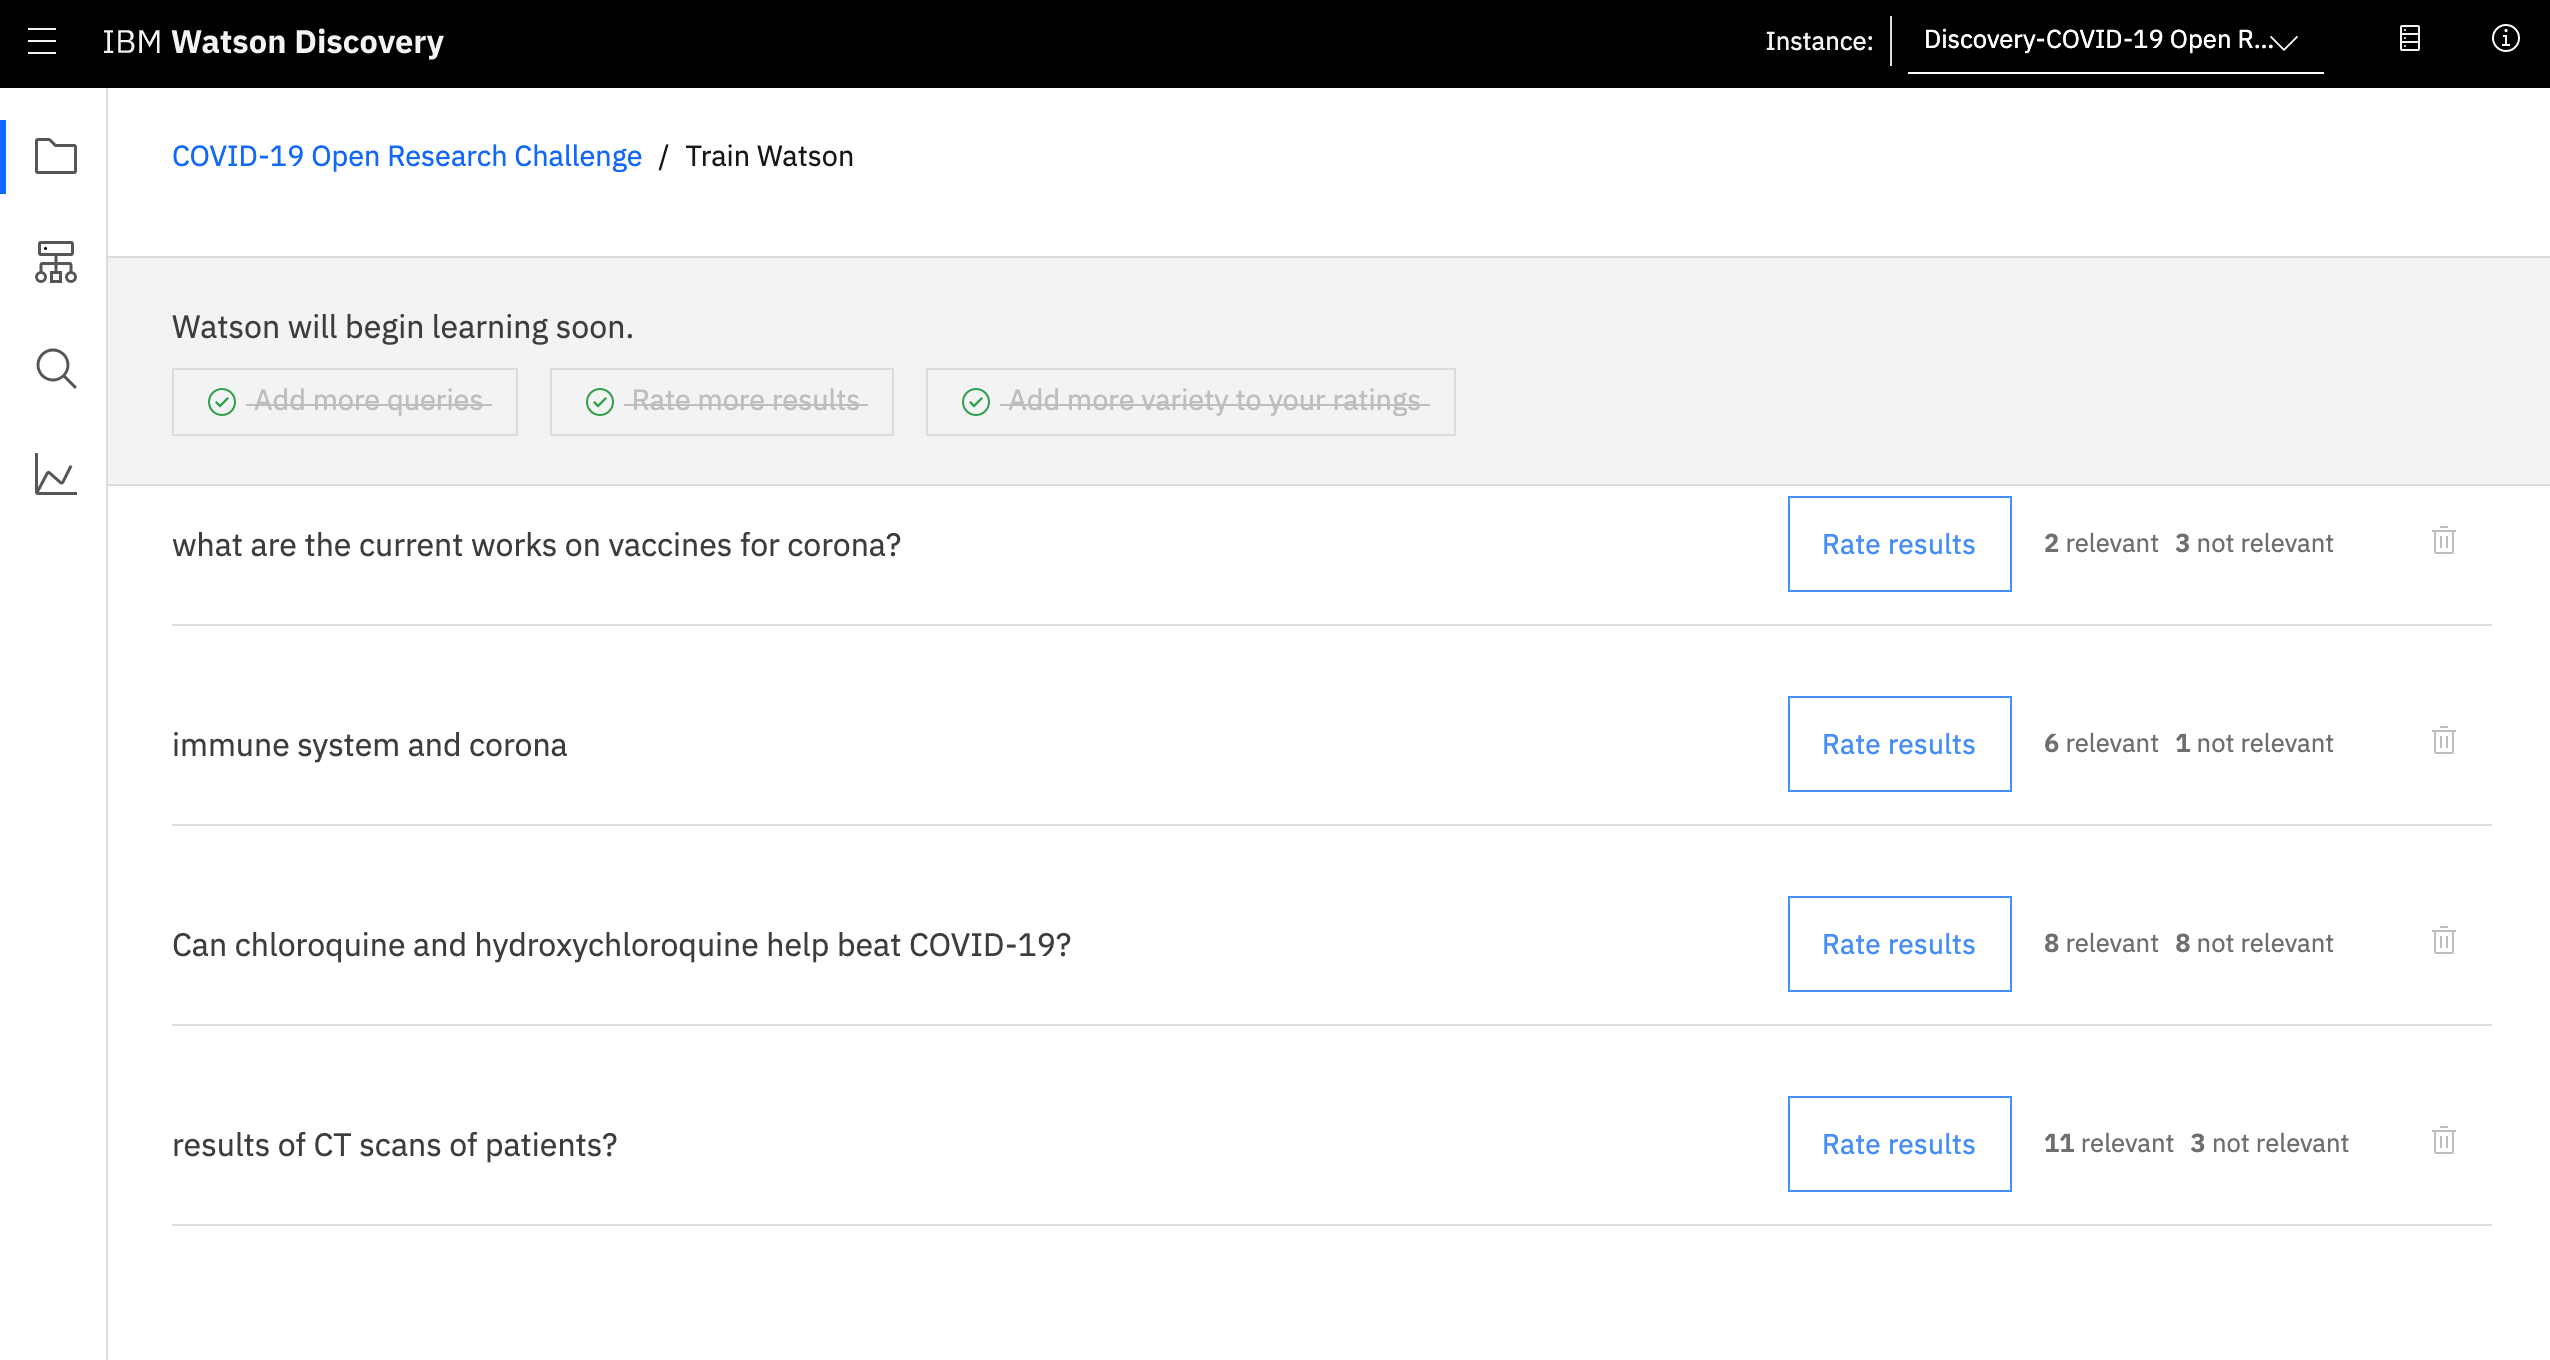 IBM Watson Discovery
Instance: Discovery-COVID-19 Open R...
COVID-19 Open Research Challenge / Train Watson
Watson will begin learning soon.
Add more queries Rate more results Add more variety to your ratings
what are the current works on vaccines for corona? Rate results 2 relevant 3 not relevant
immune system and corona Rate results 6 relevant 1 not relevant
Can chloroquine and hydroxychloroquine help beat COVID-19? Rate results 8 relevant 8 not relevant
results of CT scans of patients? Rate results 11 relevant 3 not relevant